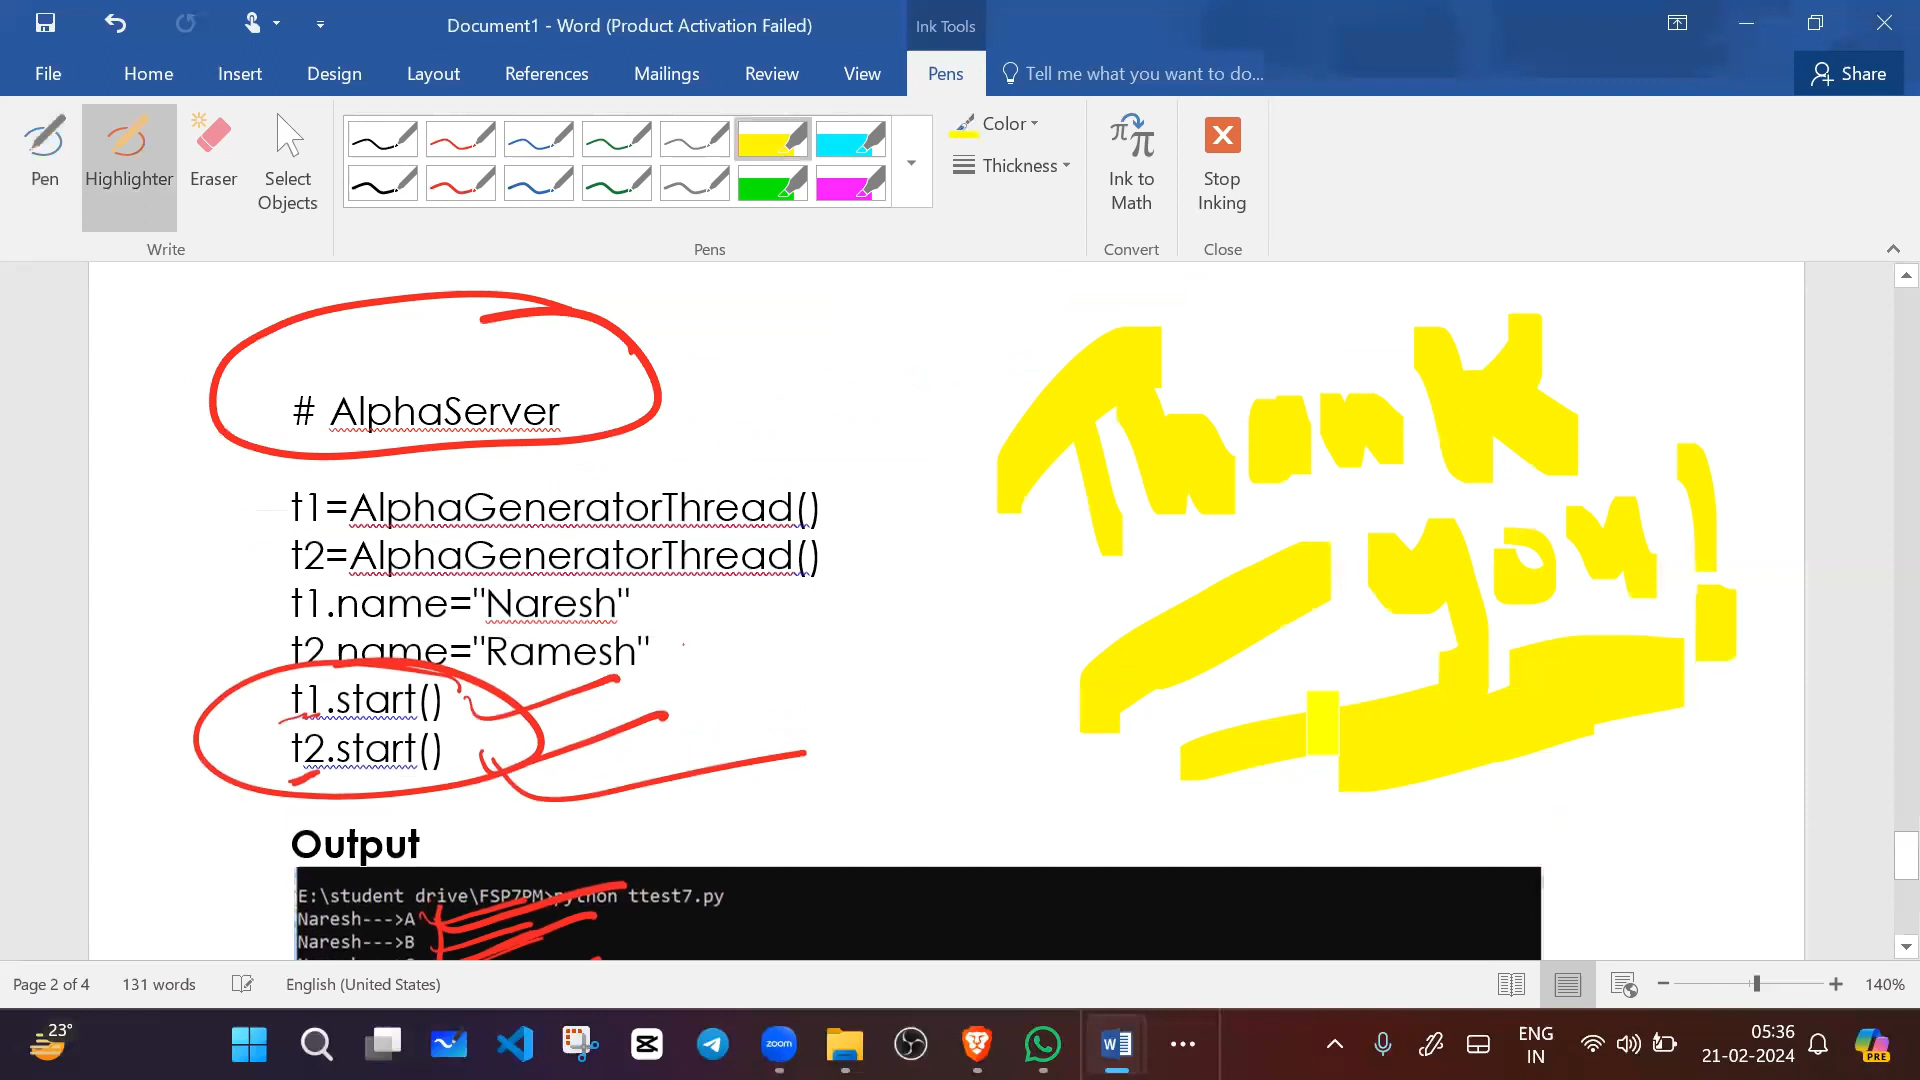 Document1 - Word (Product Activation Failed)
Ink Tools
File
Home
Insert
Design
Layout
References
Mailings
Review
View
Pens
Tell me what you want to do...
Share
Pen
Highlighter
Eraser
Select
Objects
Write
Pens
Color
Thickness
Ink to
Math
Convert
Stop
Inking
Close
# AlphaServer
t1=AlphaGeneratorThread()
t2=AlphaGeneratorThread()
t1.name="Naresh"
t2.name="Ramesh"
t1.start()
t2.start()
Thank
you!
Output
E:\student drive\FSP7PM>python ttest7.py
Naresh--->A
Naresh--->B
Page 2 of 4
131 words
English (United States)
140%
23°
zoom
ENG
IN
05:36
21-02-2024
PRE